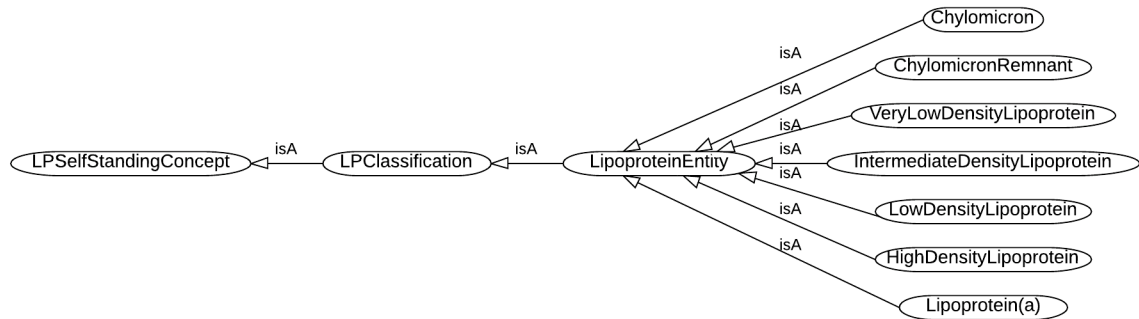 Chylomicron
isA
ChylomicronRemnant
isA
VeryLowDensityLipoprotein
isA
LPSelfStandingConcept
isA
LPClassification
isA
LipoproteinEntity
isA
IntermediateDensityLipoprotein
isA
LowDensityLipoprotein
isA
HighDensityLipoprotein
isA
Lipoprotein(a)